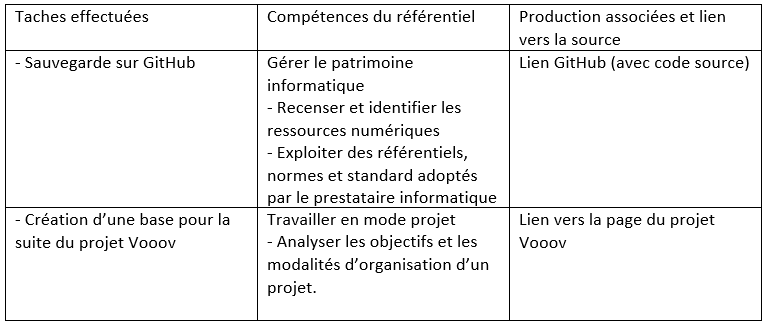 Taches effectuées
Compétences du référentiel
Production associées et lien
vers la source
- Sauvegarde sur GitHub
Gérer le patrimoine
informatique
- Recenser et identifier les
ressources numériques
- Exploiter des référentiels,
normes et standard adoptés
par le prestataire informatique
Lien GitHub (avec code source)
- Création d’une base pour la
suite du projet Vooov
Travailler en mode projet
- Analyser les objectifs et les
modalités d’organisation d’un
projet.
Lien vers la page du projet
Vooov